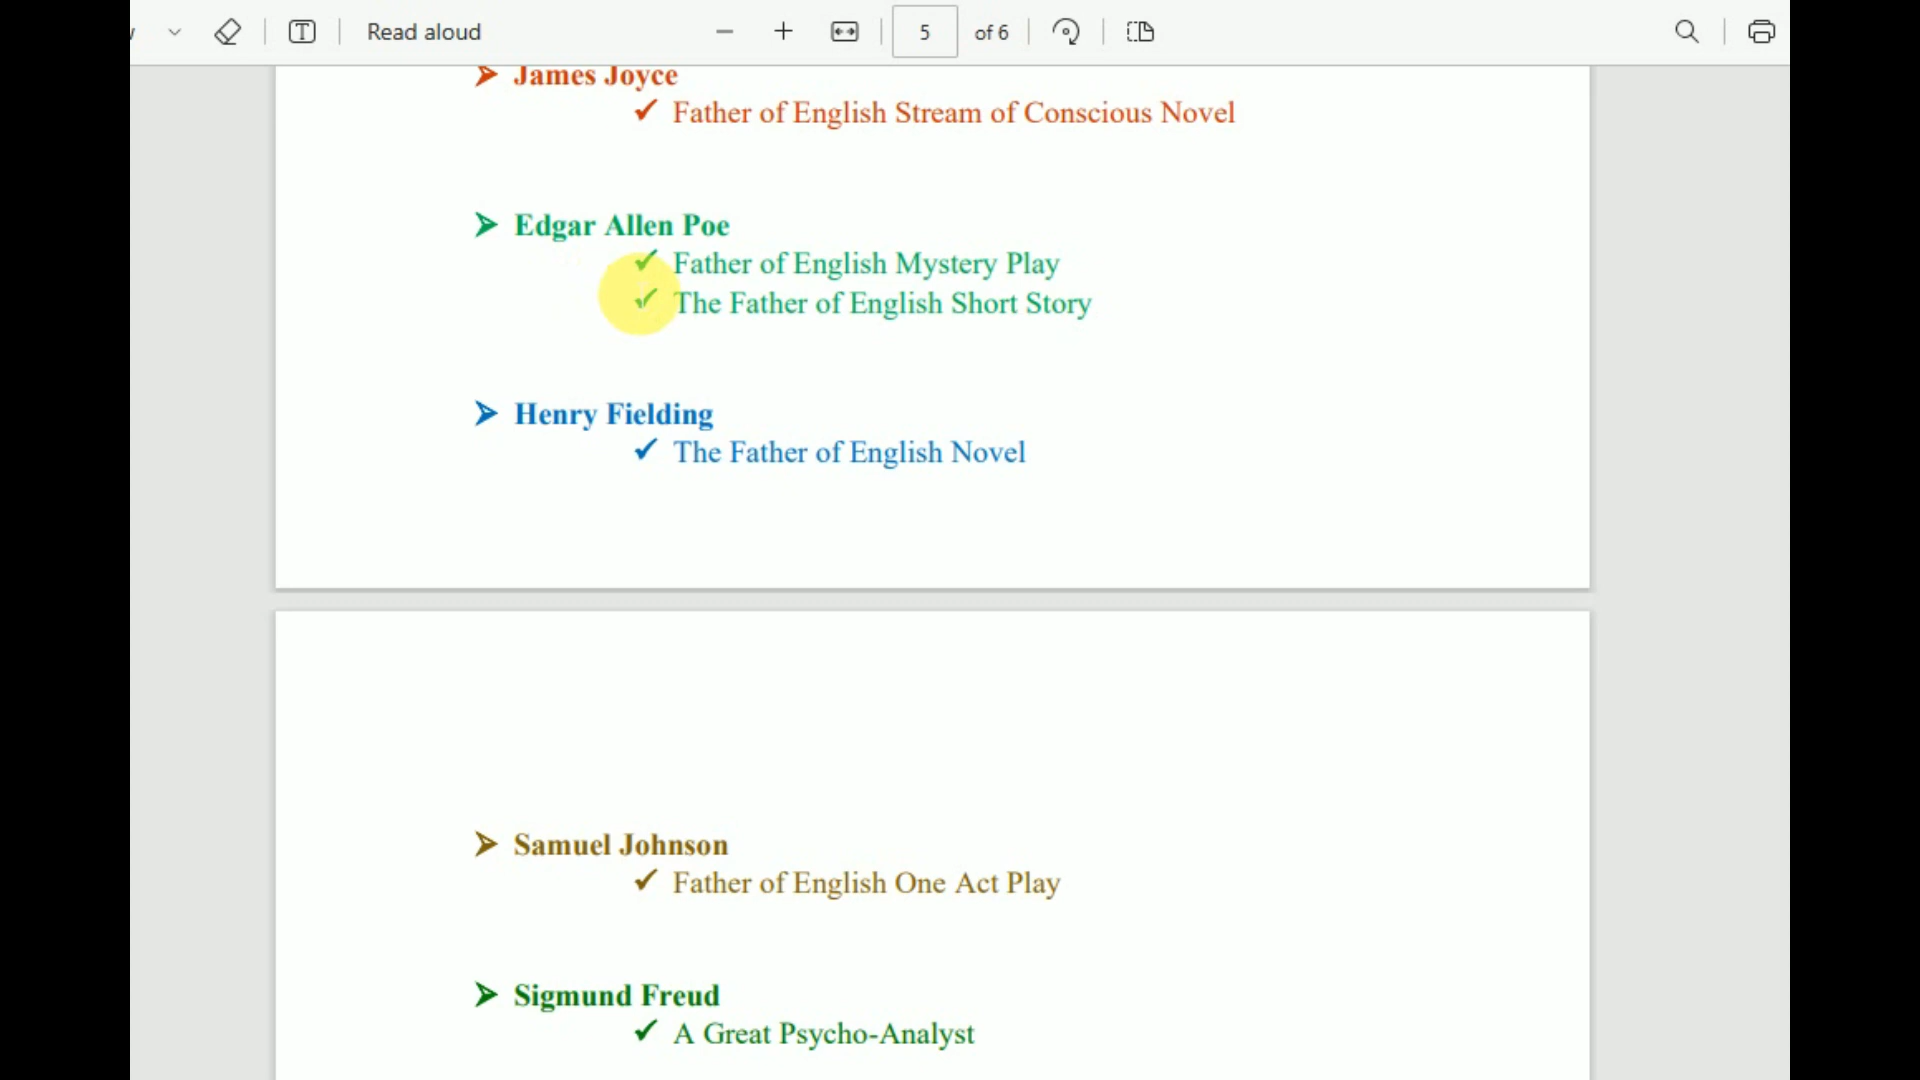 Read aloud
5 of 6
James Joyce
Father of English Stream of Conscious Novel
Edgar Allen Poe
Father of English Mystery Play
The Father of English Short Story
Henry Fielding
The Father of English Novel
Samuel Johnson
Father of English One Act Play
Sigmund Freud
A Great Psycho-Analyst